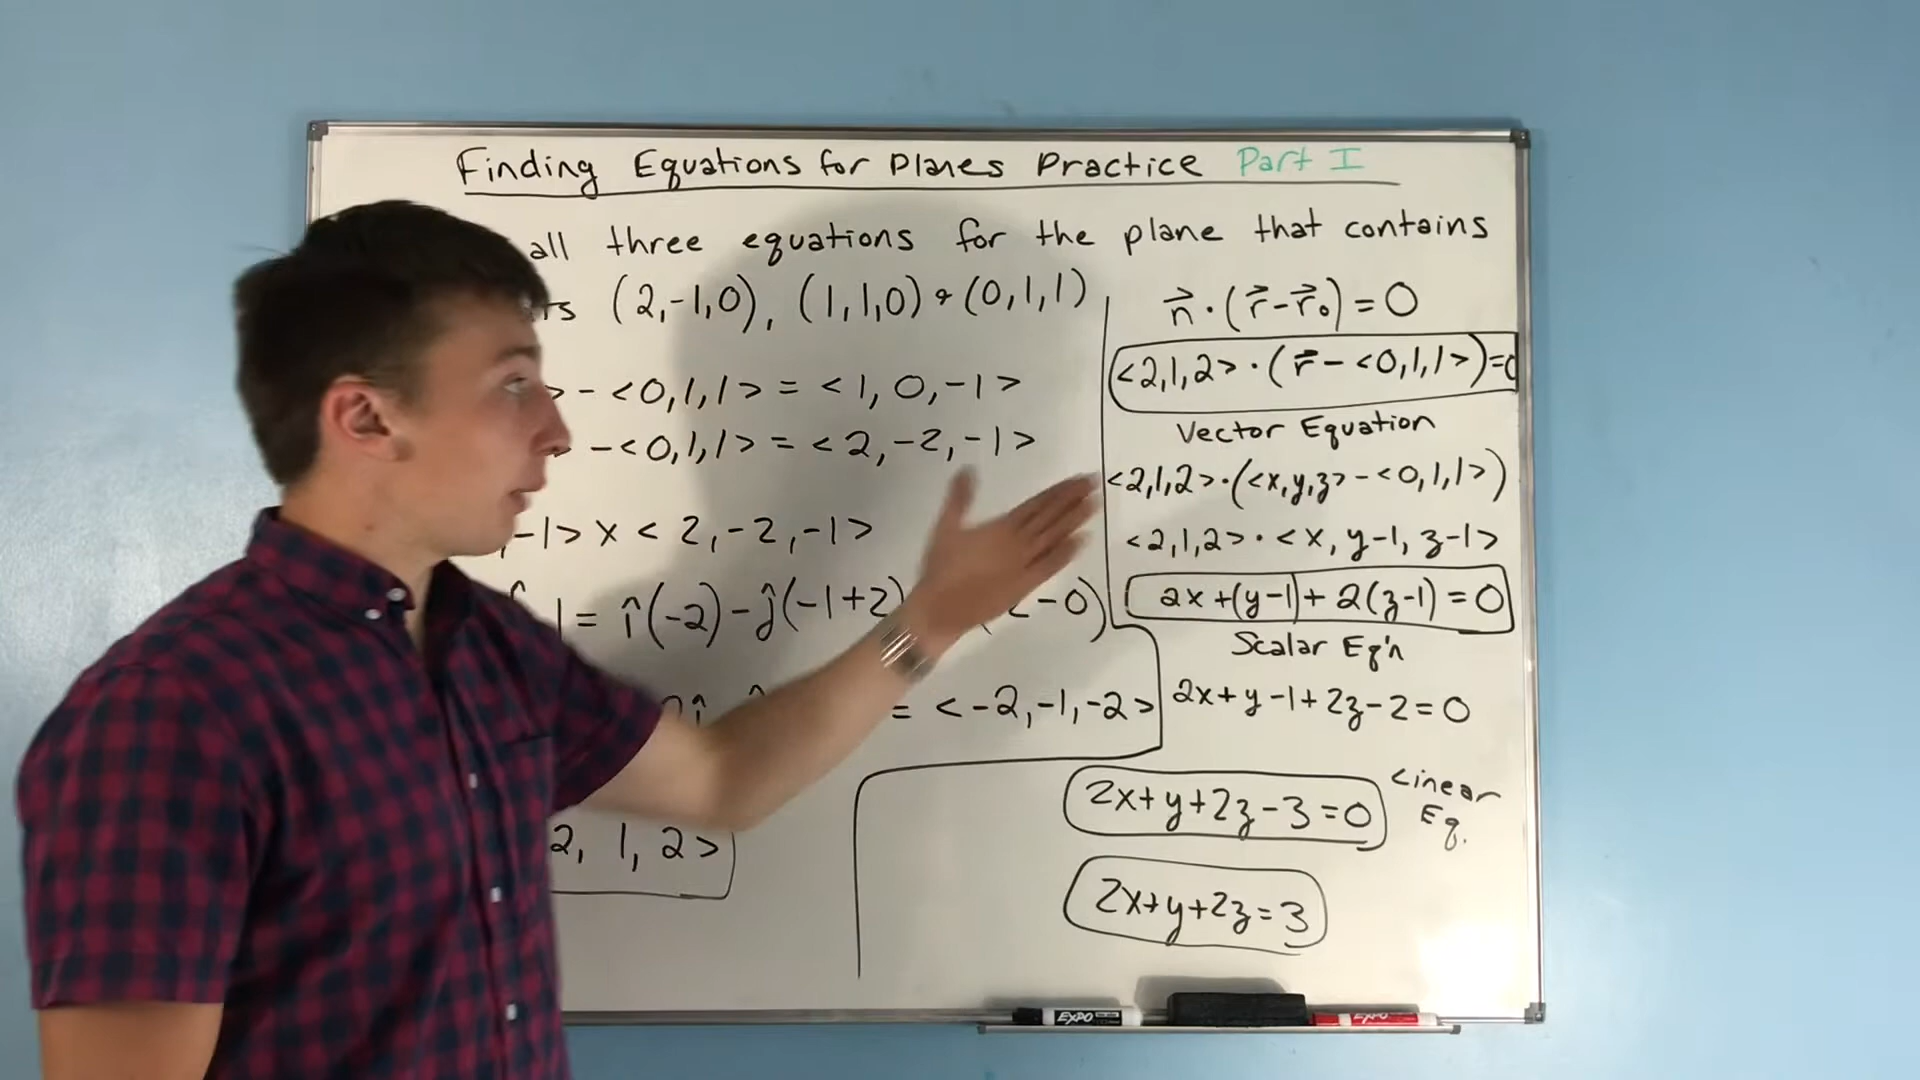 Finding Equations for Planes Practice Part I
all three equations for the plane that contains
(2,-1,0), (1,1,0) & (0,1,1)
> - <0,1,1> = <1, 0, -1>
> - <0,1,1> = <2, -2, -1>
-1> x <2, -2, -1>
| = î(-2) - ĵ(-1+2) - 0)
= <-2, -1, -2>
2, 1, 2>
n⃗ · (r⃗ - r⃗₀) = 0
<2,1,2> · (r⃗ - <0,1,1>) = 0
Vector Equation
<2,1,2> · (<x,y,z> - <0,1,1>)
<2,1,2> · <x, y-1, z-1>
2x + (y-1) + 2(z-1) = 0
Scalar Eq'n
2x + y - 1 + 2z - 2 = 0
2x + y + 2z - 3 = 0
Linear
Eq.
2x + y + 2z = 3
EXPO
EXPO